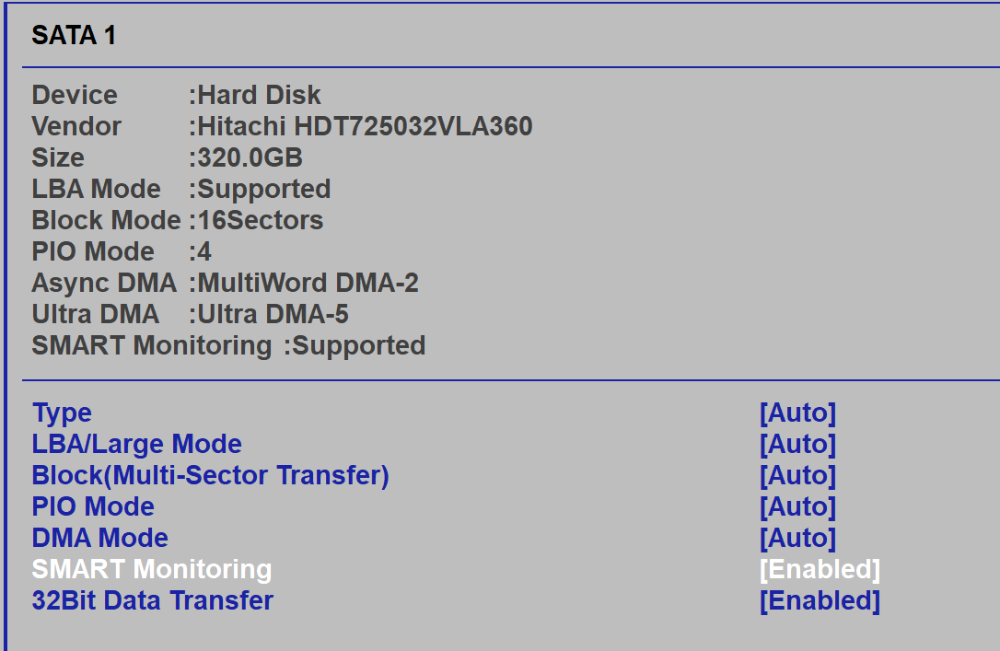 SATA 1
Device :Hard Disk
Vendor :Hitachi HDT725032VLA360
Size :320.0GB
LBA Mode :Supported
Block Mode :16Sectors
PIO Mode :4
Async DMA :MultiWord DMA-2
Ultra DMA :Ultra DMA-5
SMART Monitoring :Supported
Type [Auto]
LBA/Large Mode [Auto]
Block(Multi-Sector Transfer) [Auto]
PIO Mode [Auto]
DMA Mode [Auto]
SMART Monitoring [Enabled]
32Bit Data Transfer [Enabled]